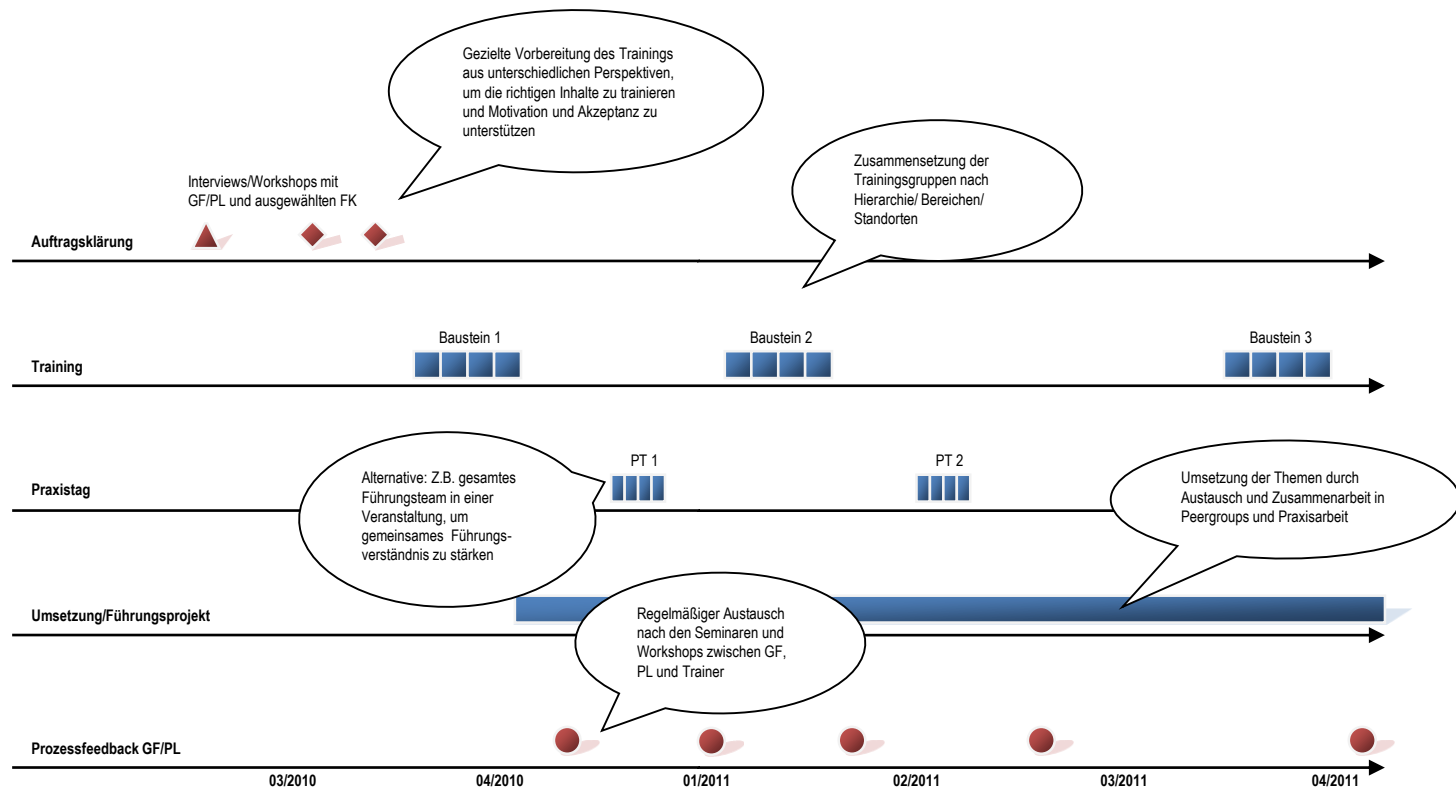 Gezielte Vorbereitung des Trainings
aus unterschiedlichen Perspektiven,
um die richtigen Inhalte zu trainieren
und Motivation und Akzeptanz zu
unterstützen
Zusammensetzung der
Trainingsgruppen nach
Hierarchie/ Bereichen/
Standorten
Interviews/Workshops mit
GF/PL und ausgewählten FK
Auftragsklärung
Baustein 1
Baustein 2
Baustein 3
Training
Alternative: Z.B. gesamtes
Führungsteam in einer
Veranstaltung, um
gemeinsames Führungs-
verständnis zu stärken
PT 1
PT 2
Umsetzung der Themen durch
Austausch und Zusammenarbeit in
Peergroups und Praxisarbeit
Praxistag
Umsetzung/Führungsprojekt
Regelmäßiger Austausch
nach den Seminaren und
Workshops zwischen GF,
PL und Trainer
Prozessfeedback GF/PL
03/2010
04/2010
01/2011
02/2011
03/2011
04/2011